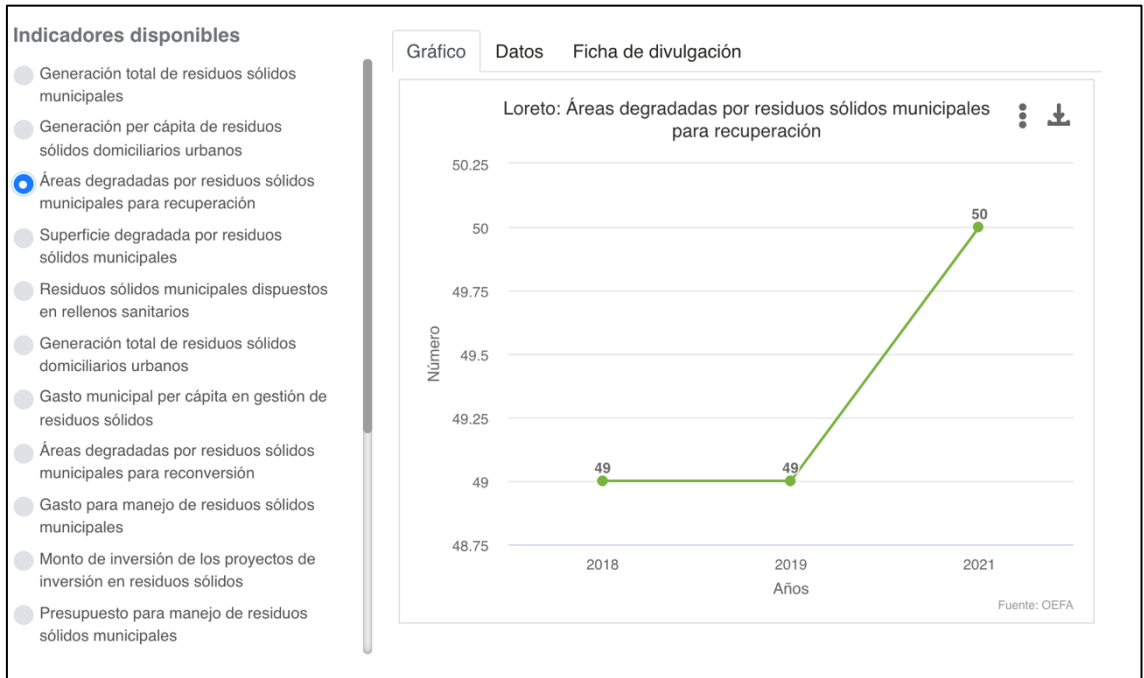 Indicadores disponibles
Generación total de residuos sólidos
municipales
Generación per cápita de residuos
sólidos domiciliarios urbanos
Áreas degradadas por residuos sólidos
municipales para recuperación
Superficie degradada por residuos
sólidos municipales
Residuos sólidos municipales dispuestos
en rellenos sanitarios
Generación total de residuos sólidos
domiciliarios urbanos
Gasto municipal per cápita en gestión de
residuos sólidos
Áreas degradadas por residuos sólidos
municipales para reconversión
Gasto para manejo de residuos sólidos
municipales
Monto de inversión de los proyectos de
inversión en residuos sólidos
Presupuesto para manejo de residuos
sólidos municipales
Gráfico Datos Ficha de divulgación
Loreto: Áreas degradadas por residuos sólidos municipales
para recuperación
Número
50.25
50
49.75
49.5
49.25
49
48.75
49
49
50
2018 2019 2021
Años
Fuente: OEFA